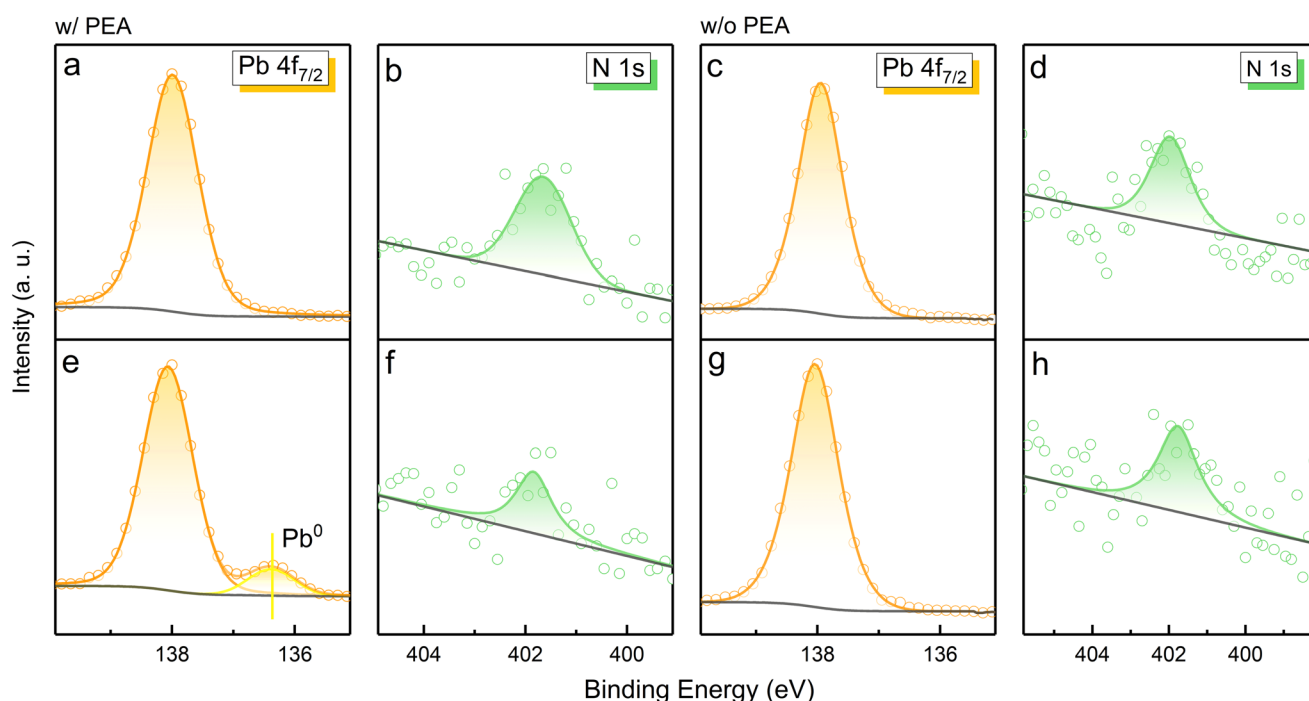 w/ PEA
w/o PEA
a
Pb 4f7/2
b
N 1s
c
Pb 4f7/2
d
N 1s
e
Pb0
f
g
h
Intensity (a. u.)
138
136
404
402
400
138
136
404
402
400
Binding Energy (eV)